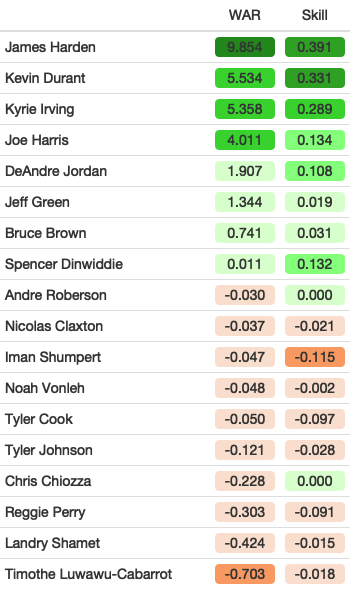 WAR Skill
James Harden 9.854 0.391
Kevin Durant 5.534 0.331
Kyrie Irving 5.358 0.289
Joe Harris 4.011 0.134
DeAndre Jordan 1.907 0.108
Jeff Green 1.344 0.019
Bruce Brown 0.741 0.031
Spencer Dinwiddie 0.011 0.132
Andre Roberson -0.030 0.000
Nicolas Claxton -0.037 -0.021
Iman Shumpert -0.047 -0.115
Noah Vonleh -0.048 -0.002
Tyler Cook -0.050 -0.097
Tyler Johnson -0.121 -0.028
Chris Chiozza -0.228 0.000
Reggie Perry -0.303 -0.091
Landry Shamet -0.424 -0.015
Timothe Luwawu-Cabarrot -0.703 -0.018